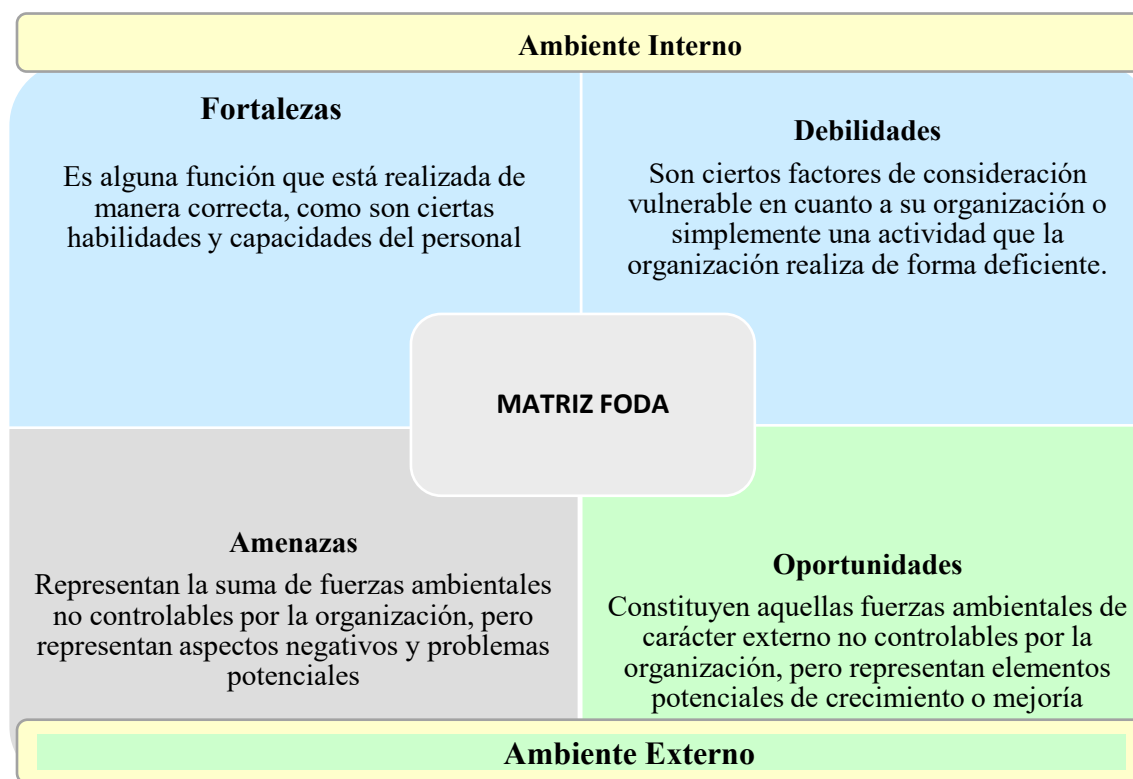 Ambiente Interno
Fortalezas
Es alguna función que está realizada de
manera correcta, como son ciertas
habilidades y capacidades del personal
Debilidades
Son ciertos factores de consideración
vulnerable en cuanto a su organización o
simplemente una actividad que la
organización realiza de forma deficiente.
MATRIZ FODA
Amenazas
Representan la suma de fuerzas ambientales
no controlables por la organización, pero
representan aspectos negativos y problemas
potenciales
Oportunidades
Constituyen aquellas fuerzas ambientales de
carácter externo no controlables por la
organización, pero representan elementos
potenciales de crecimiento o mejoría
Ambiente Externo